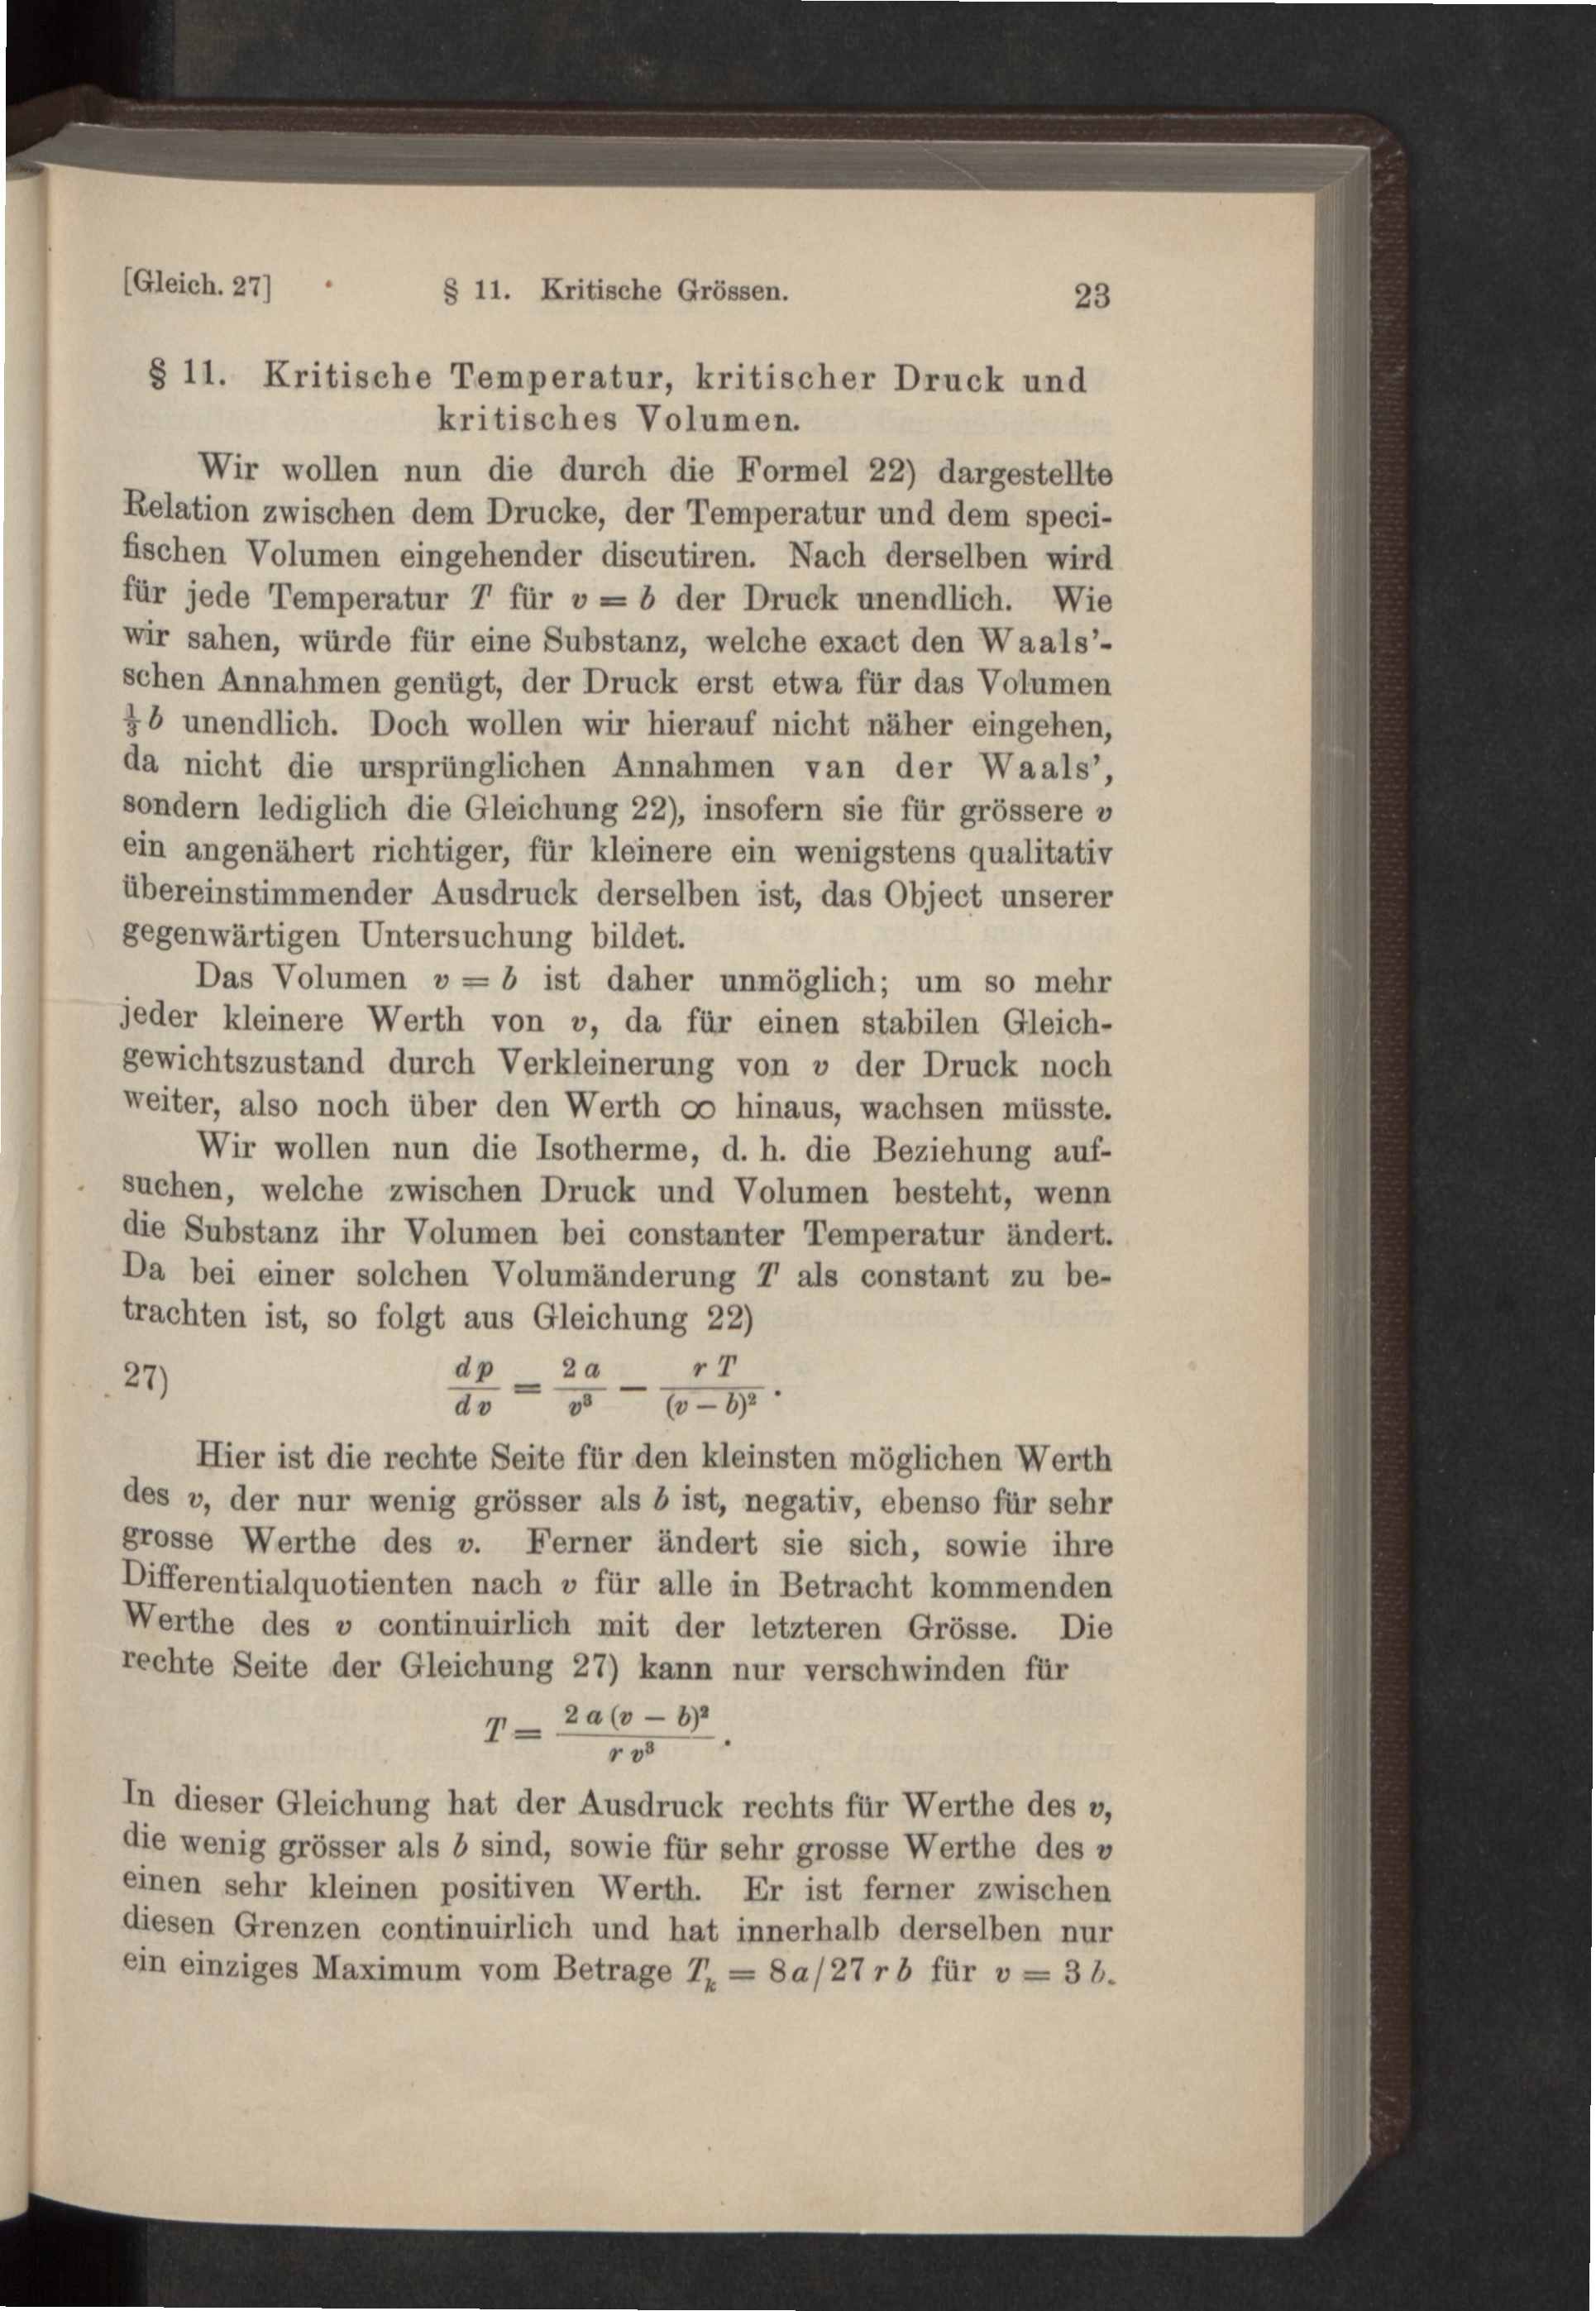 [Gleich. 27] § 11. Kritische Grössen. 23
§ 11. Kritische Temperatur, kritischer Druck und
kritisches Volumen.
Wir wollen nun die durch die Formel 22) dargestellte
Relation zwischen dem Drucke, der Temperatur und dem speci-
fischen Volumen eingehender discutiren. Nach derselben wird
für jede Temperatur T für v = b der Druck unendlich. Wie
wir sahen, würde für eine Substanz, welche exact den Waals'-
schen Annahmen genügt, der Druck erst etwa für das Volumen
⅓ b unendlich. Doch wollen wir hierauf nicht näher eingehen,
da nicht die ursprünglichen Annahmen van der Waals',
sondern lediglich die Gleichung 22), insofern sie für grössere v
ein angenähert richtiger, für kleinere ein wenigstens qualitativ
übereinstimmender Ausdruck derselben ist, das Object unserer
gegenwärtigen Untersuchung bildet.
Das Volumen v = b ist daher unmöglich; um so mehr
jeder kleinere Werth von v, da für einen stabilen Gleich-
gewichtszustand durch Verkleinerung von v der Druck noch
weiter, also noch über den Werth ∞ hinaus, wachsen müsste.
Wir wollen nun die Isotherme, d. h. die Beziehung auf-
suchen, welche zwischen Druck und Volumen besteht, wenn
die Substanz ihr Volumen bei constanter Temperatur ändert.
Da bei einer solchen Volumänderung T als constant zu be-
trachten ist, so folgt aus Gleichung 22)
27) dp/dv = 2a/v³ − rT/(v − b)².
Hier ist die rechte Seite für den kleinsten möglichen Werth
des v, der nur wenig grösser als b ist, negativ, ebenso für sehr
grosse Werthe des v. Ferner ändert sie sich, sowie ihre
Differentialquotienten nach v für alle in Betracht kommenden
Werthe des v continuirlich mit der letzteren Grösse. Die
rechte Seite der Gleichung 27) kann nur verschwinden für
T = 2a(v − b)²/r v³.
In dieser Gleichung hat der Ausdruck rechts für Werthe des v,
die wenig grösser als b sind, sowie für sehr grosse Werthe des v
einen sehr kleinen positiven Werth. Er ist ferner zwischen
diesen Grenzen continuirlich und hat innerhalb derselben nur
ein einziges Maximum vom Betrage Tₖ = 8a/27 r b für v = 3 b.